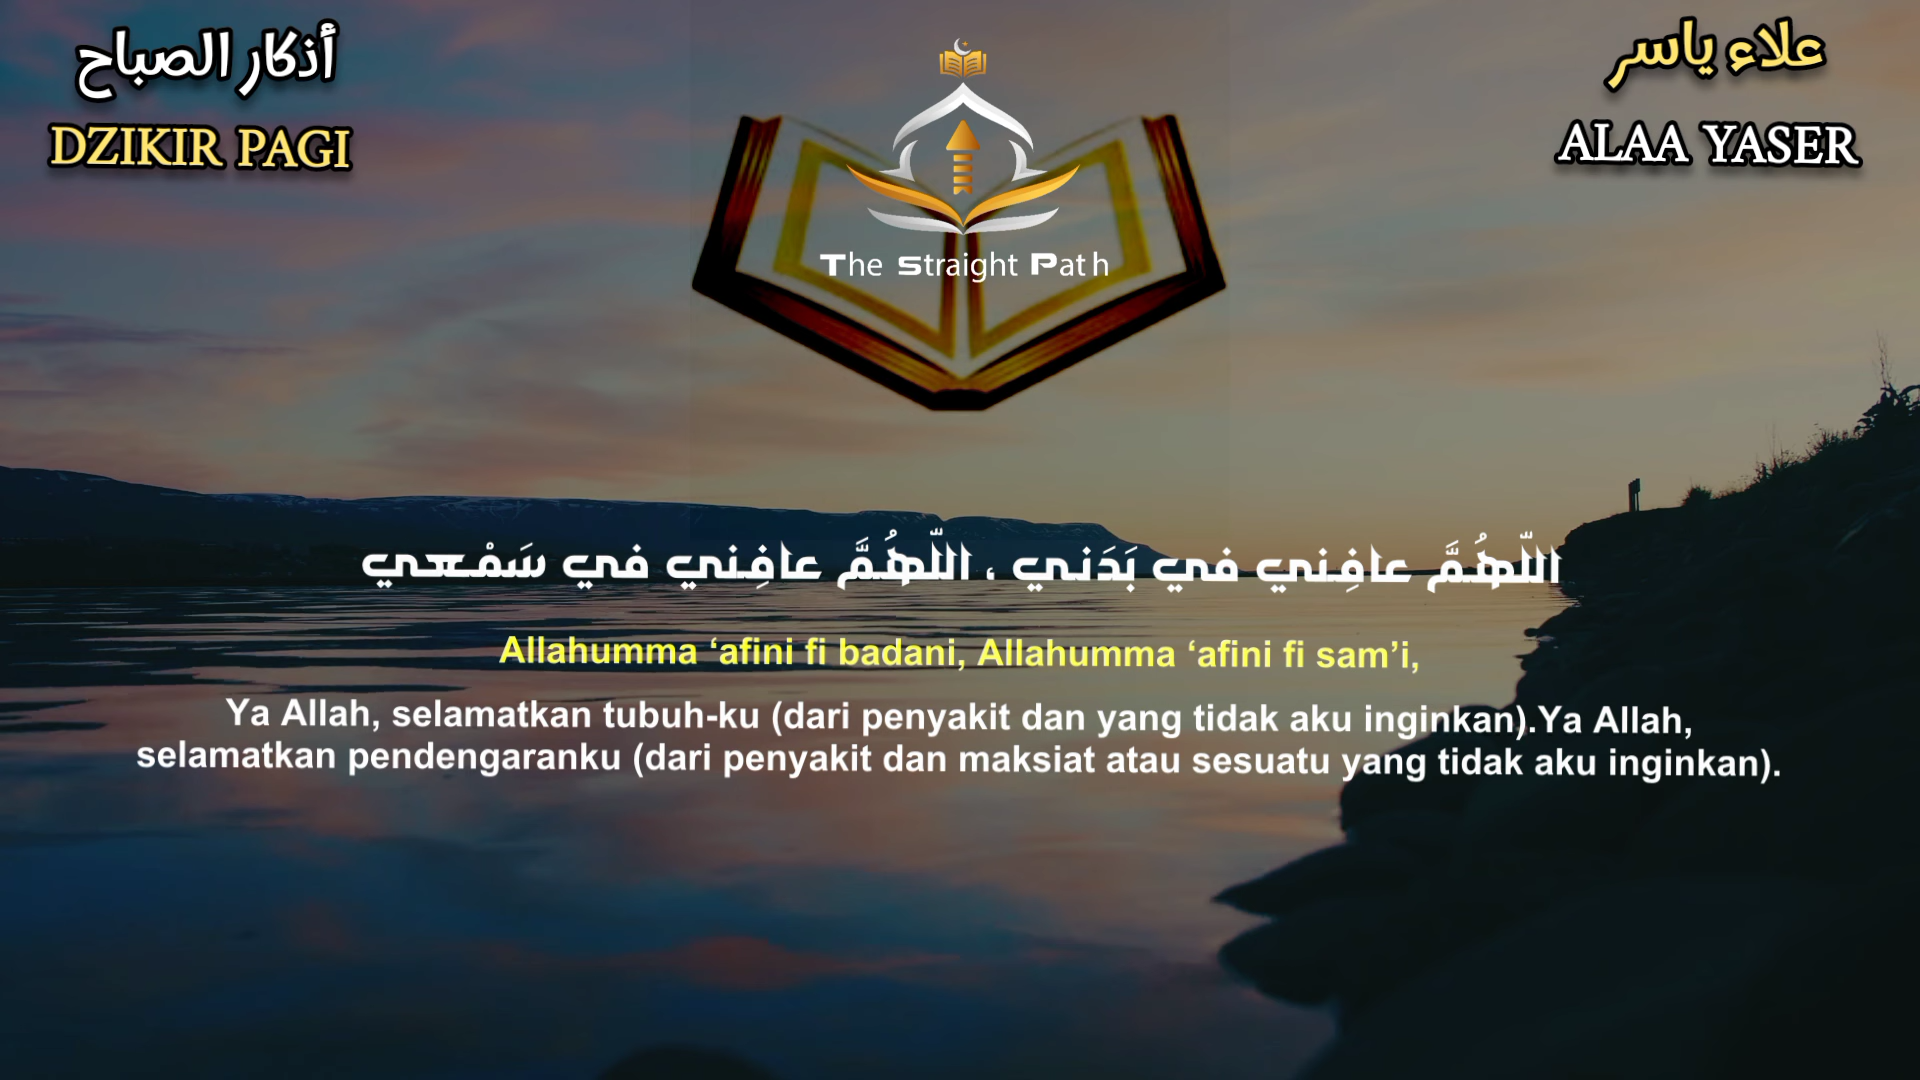 أذكار الصباح
DZIKIR PAGI
علاء ياسر
ALAA YASER
The Straight Path
اللّهُمَّ عافِني في بَدَني ، اللّهُمَّ عافِني في سَمْعي
Allahumma ‘afini fi badani, Allahumma ‘afini fi sam’i,
Ya Allah, selamatkan tubuh-ku (dari penyakit dan yang tidak aku inginkan).Ya Allah,
selamatkan pendengaranku (dari penyakit dan maksiat atau sesuatu yang tidak aku inginkan).